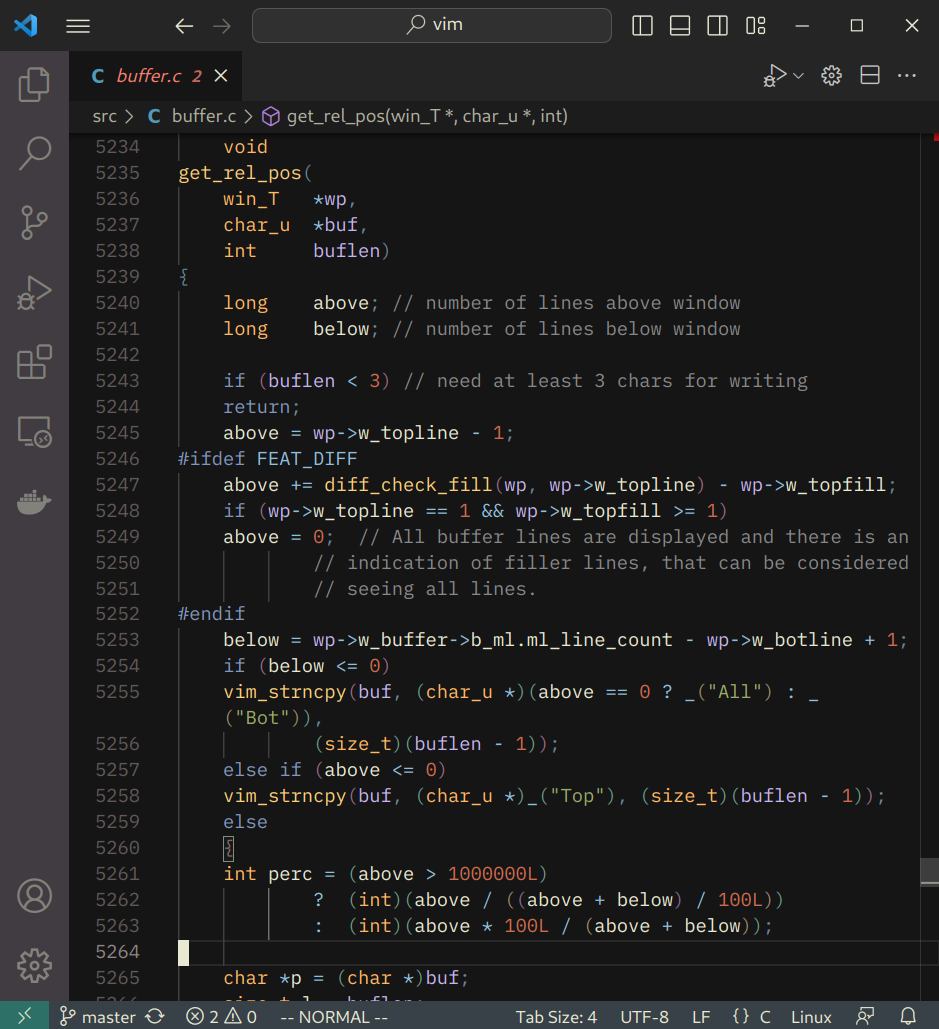 vim
C buffer.c 2
src > C buffer.c > get_rel_pos(win_T *, char_u *, int)
5234 void
5235 get_rel_pos(
5236 win_T *wp,
5237 char_u *buf,
5238 int buflen)
5239 {
5240 long above; // number of lines above window
5241 long below; // number of lines below window
5242
5243 if (buflen < 3) // need at least 3 chars for writing
5244 return;
5245 above = wp->w_topline - 1;
5246 #ifdef FEAT_DIFF
5247 above += diff_check_fill(wp, wp->w_topline) - wp->w_topfill;
5248 if (wp->w_topline == 1 && wp->w_topfill >= 1)
5249 above = 0; // All buffer lines are displayed and there is an
5250 // indication of filler lines, that can be considered
5251 // seeing all lines.
5252 #endif
5253 below = wp->w_buffer->b_ml.ml_line_count - wp->w_botline + 1;
5254 if (below <= 0)
5255 vim_strncpy(buf, (char_u *)(above == 0 ? _("All") : _
("Bot")),
5256 (size_t)(buflen - 1));
5257 else if (above <= 0)
5258 vim_strncpy(buf, (char_u *)_("Top"), (size_t)(buflen - 1));
5259 else
5260 {
5261 int perc = (above > 1000000L)
5262 ? (int)(above / ((above + below) / 100L))
5263 : (int)(above * 100L / (above + below));
5264
5265 char *p = (char *)buf;
master 2 0 -- NORMAL -- Tab Size: 4 UTF-8 LF {} C Linux